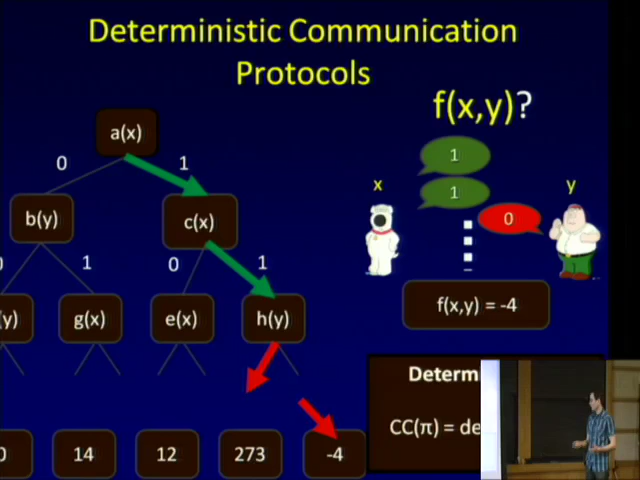 Deterministic Communication
Protocols
f(x,y)?
a(x)
0
1
1
x
1
y
b(y)
c(x)
0
1
0
1
f(x,y) = -4
g(x)
e(x)
h(y)
14
12
273
-4